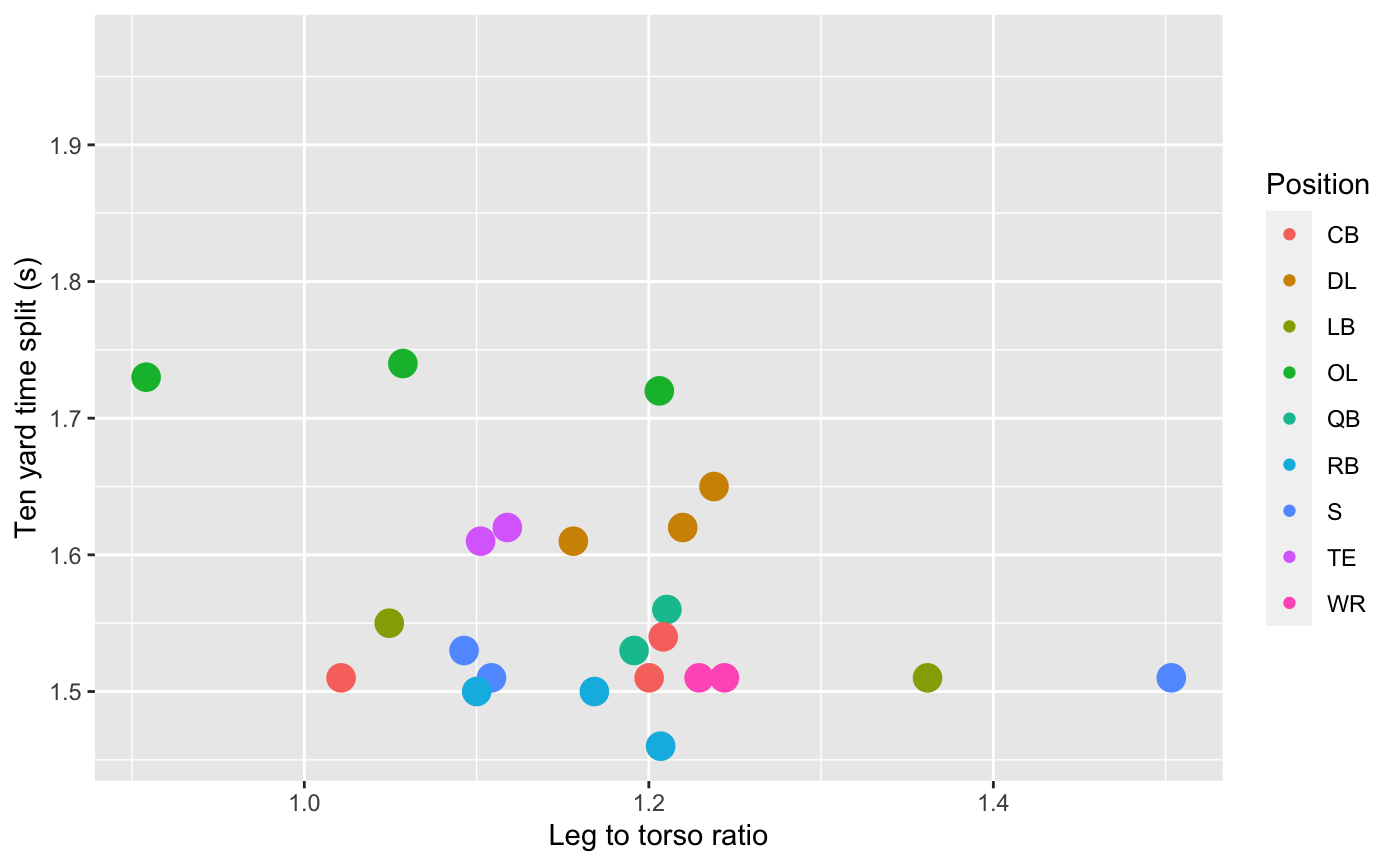 1.9
1.8
1.7
1.6
1.5
Ten yard time split (s)
1.0
1.2
1.4
Leg to torso ratio
Position
CB
DL
LB
OL
QB
RB
S
TE
WR